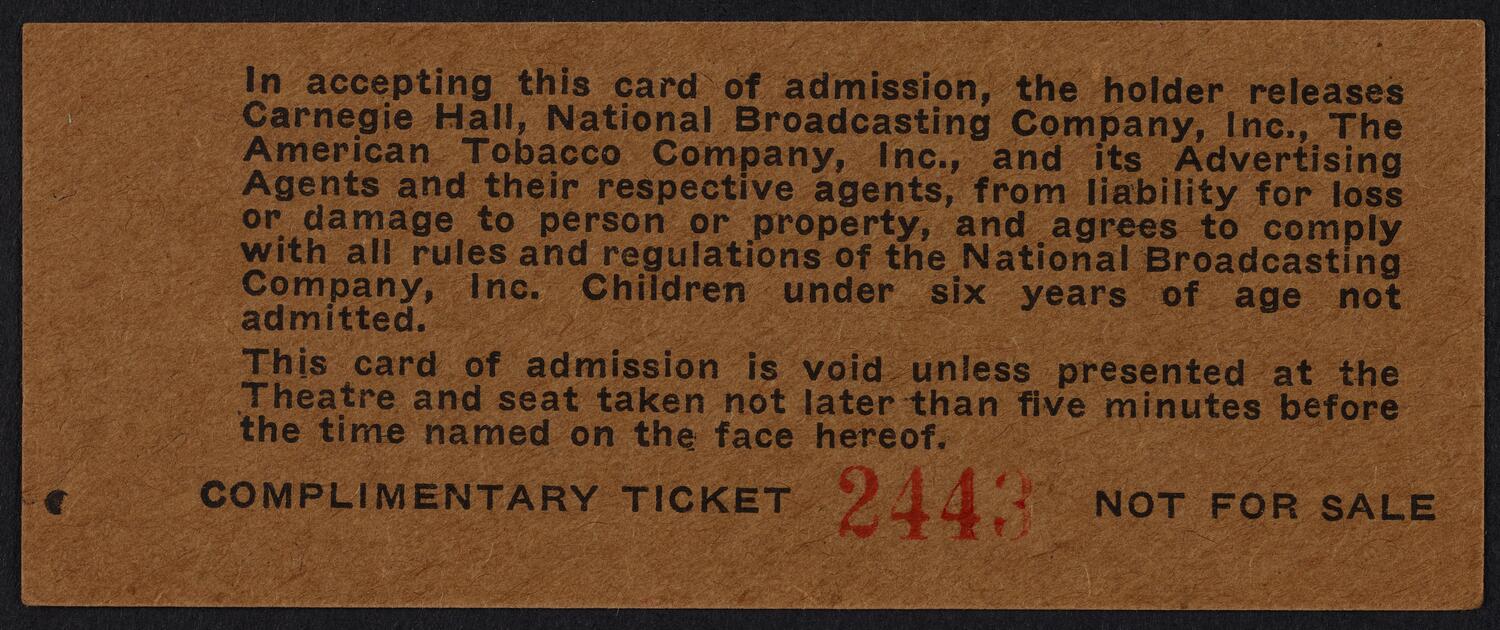 In accepting this card of admission, the holder releases
Carnegie Hall, National Broadcasting Company, Inc., The
American Tobacco Company, Inc., and its Advertising
Agents and their respective agents, from liability for loss
or damage to person or property, and agrees to comply
with all rules and regulations of the National Broadcasting
Company, Inc. Children under six years of age not
admitted.
This card of admission is void unless presented at the
Theatre and seat taken not later than five minutes before
the time named on the face hereof.
COMPLIMENTARY TICKET 2443 NOT FOR SALE